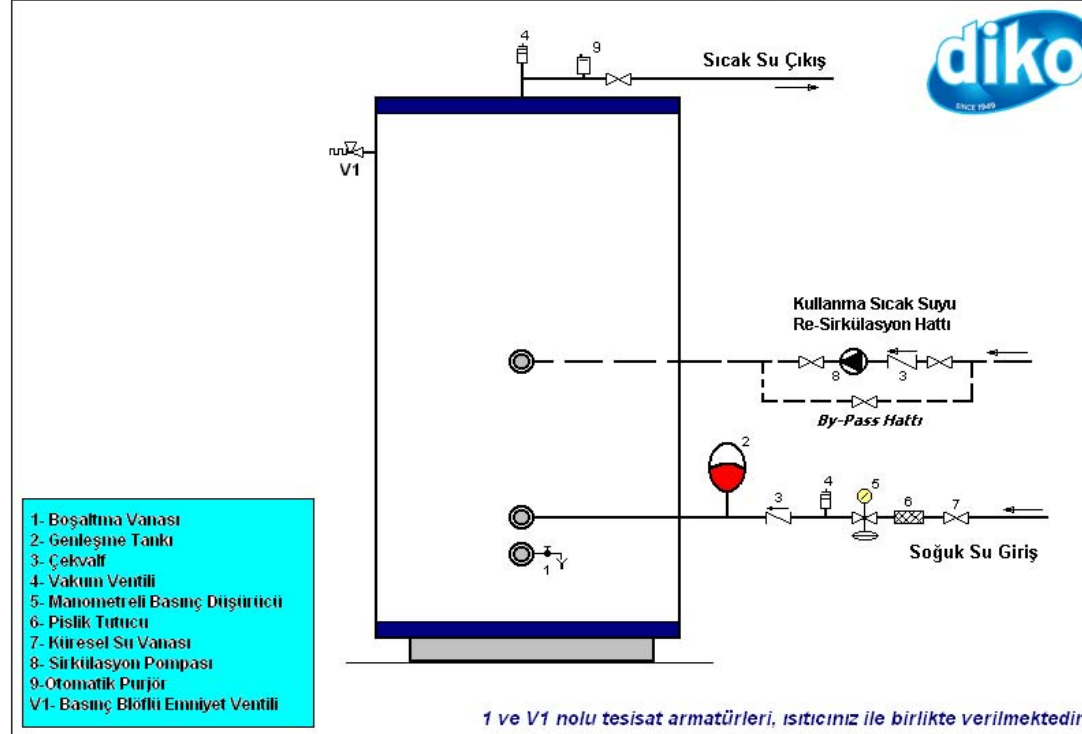 diko
SINCE 1949
4
9
Sıcak Su Çıkış
V1
Kullanma Sıcak Suyu
Re-Sirkülasyon Hattı
8
3
By-Pass Hattı
2
3
4
5
6
7
Soğuk Su Giriş
1
1- Boşaltma Vanası
2- Genleşme Tankı
3- Çekvalf
4- Vakum Ventili
5- Manometreli Basınç Düşürücü
6- Pislik Tutucu
7- Küresel Su Vanası
8- Sirkülasyon Pompası
9-Otomatik Purjör
V1- Basınç Blöflü Emniyet Ventili
1 ve V1 nolu tesisat armatürleri, ısıtıcınız ile birlikte verilmektedir